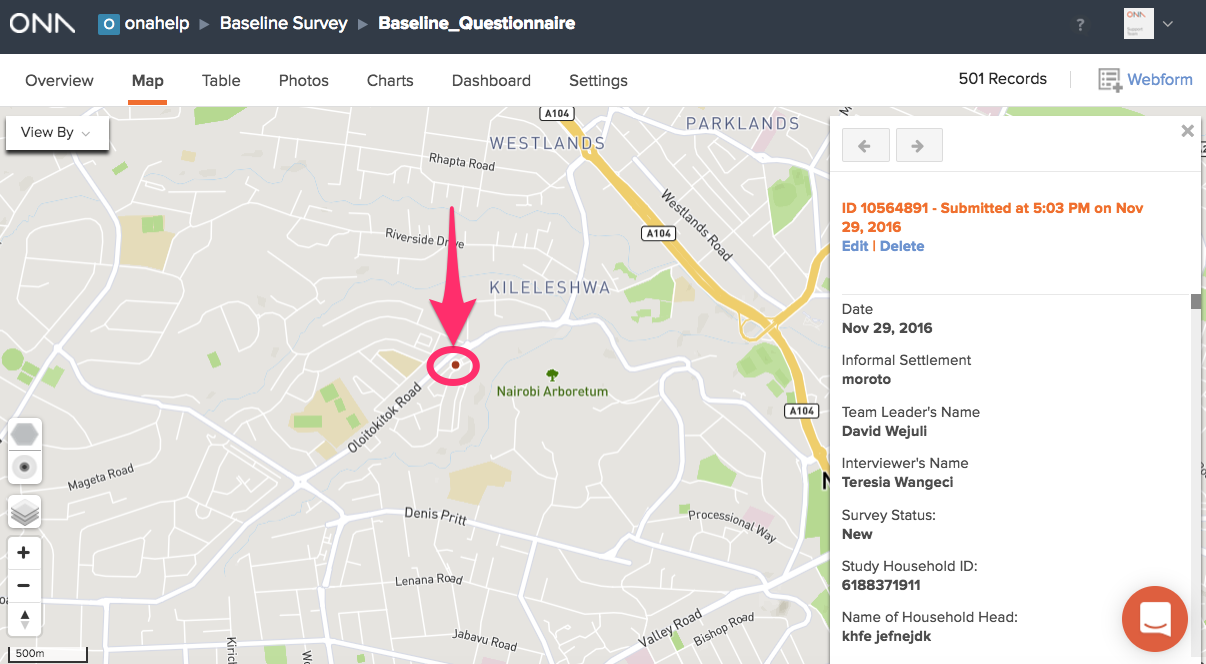 ONA
onahelp
Baseline Survey
Baseline_Questionnaire
?
ONA
Overview
Map
Table
Photos
Charts
Dashboard
Settings
501 Records
Webform
View By
A104
PARKLANDS
WESTLANDS
Rhapta Road
Westlands Road
A104
Riverside Drive
KILELESHWA
Nairobi Arboretum
Oloitokitok Road
A104
Mageta Road
Denis Pritt
Processional Way
Lenana Road
Jabavu Road
Valley Road
Bishop Road
Kirich
500m
ID 10564891 - Submitted at 5:03 PM on Nov
29, 2016
Edit | Delete
Date
Nov 29, 2016
Informal Settlement
moroto
Team Leader's Name
David Wejuli
Interviewer's Name
Teresia Wangeci
Survey Status:
New
Study Household ID:
6188371911
Name of Household Head:
khfe jefnejdk